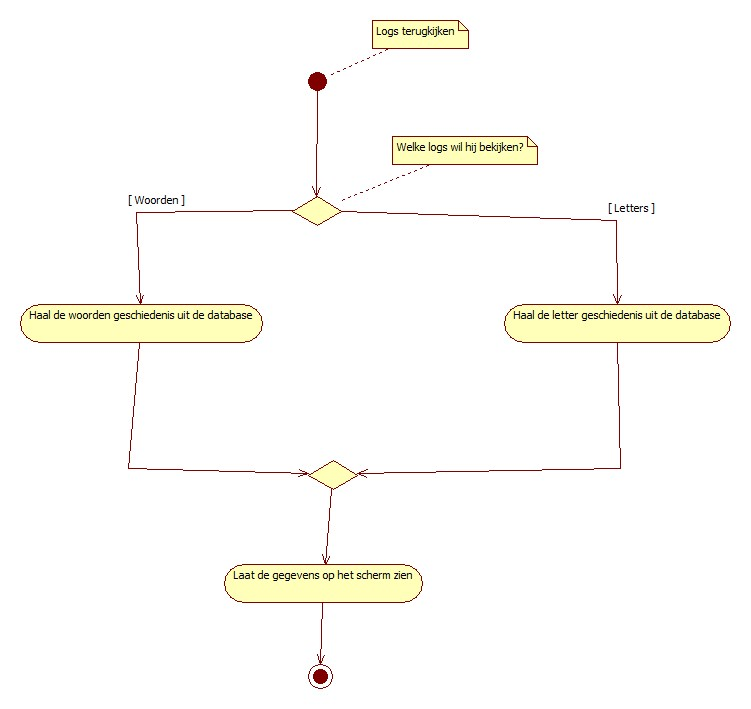 Logs terugkijken
Welke logs wil hij bekijken?
[ Woorden ]
[ Letters ]
Haal de woorden geschiedenis uit de database
Haal de letter geschiedenis uit de database
Laat de gegevens op het scherm zien